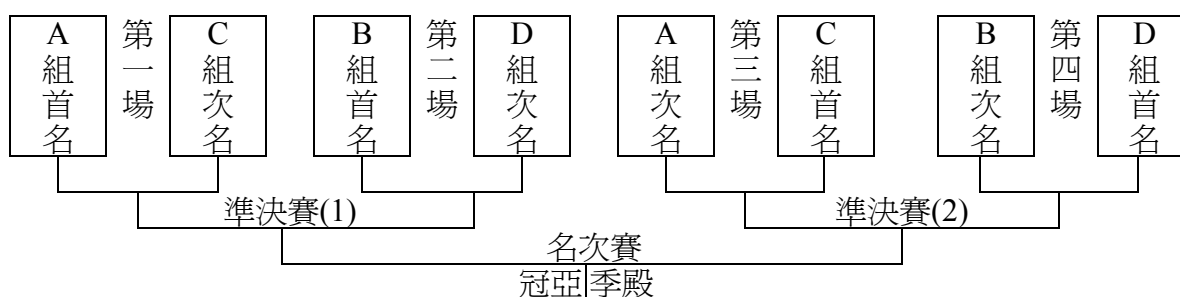 A組首名
第一場
C組次名
B組首名
第二場
D組次名
A組次名
第三場
C組首名
B組次名
第四場
D組首名
準決賽(1)
準決賽(2)
名次賽
冠亞 季殿